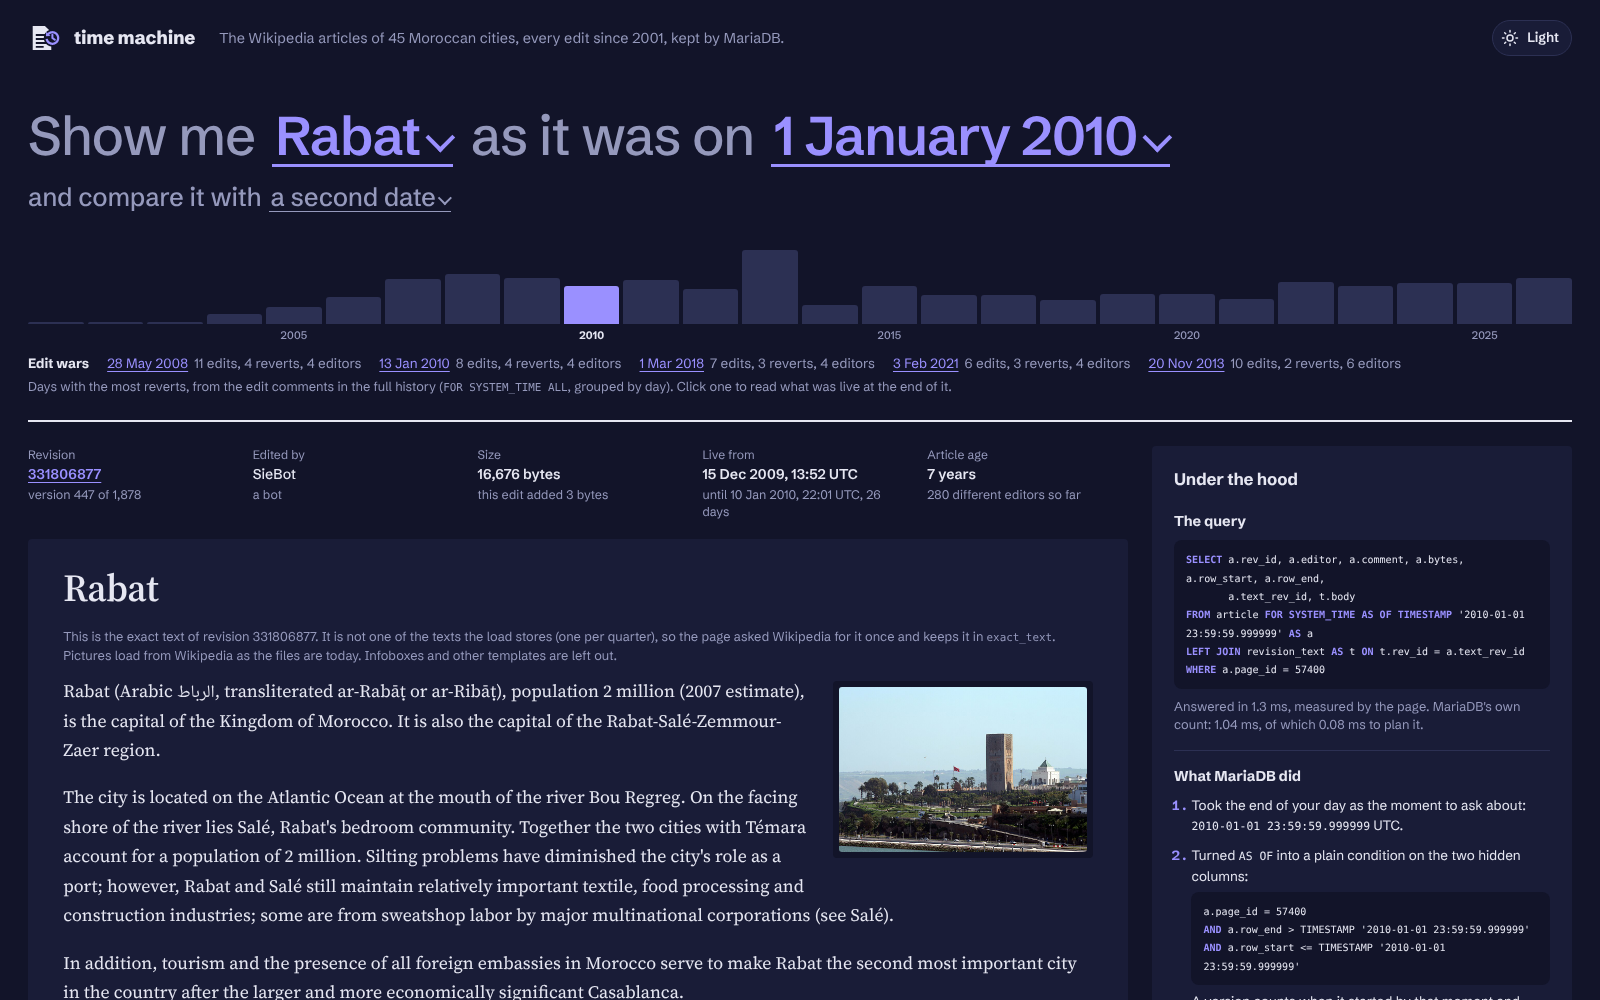 time machine
The Wikipedia articles of 45 Moroccan cities, every edit since 2001, kept by MariaDB.
Light
Show me Rabat as it was on 1 January 2010
and compare it with a second date
2005 2010 2015 2020 2025
Edit wars 28 May 2008 11 edits, 4 reverts, 4 editors 13 Jan 2010 8 edits, 4 reverts, 4 editors 1 Mar 2018 7 edits, 3 reverts, 4 editors 3 Feb 2021 6 edits, 3 reverts, 4 editors 20 Nov 2013 10 edits, 2 reverts, 6 editors
Days with the most reverts, from the edit comments in the full history (FOR SYSTEM_TIME ALL, grouped by day). Click one to read what was live at the end of it.
Revision
331806877
version 447 of 1,878
Edited by
SieBot
a bot
Size
16,676 bytes
this edit added 3 bytes
Live from
15 Dec 2009, 13:52 UTC
until 10 Jan 2010, 22:01 UTC, 26
days
Article age
7 years
280 different editors so far
Rabat
This is the exact text of revision 331806877. It is not one of the texts the load stores (one per quarter), so the page asked Wikipedia for it once and keeps it in exact_text.
Pictures load from Wikipedia as the files are today. Infoboxes and other templates are left out.
Rabat (Arabic الرباط, transliterated ar-Rabāṭ or ar-Ribāṭ), population 2 million (2007 estimate),
is the capital of the Kingdom of Morocco. It is also the capital of the Rabat-Salé-Zemmour-
Zaer region.
The city is located on the Atlantic Ocean at the mouth of the river Bou Regreg. On the facing
shore of the river lies Salé, Rabat's bedroom community. Together the two cities with Témara
account for a population of 2 million. Silting problems have diminished the city's role as a
port; however, Rabat and Salé still maintain relatively important textile, food processing and
construction industries; some are from sweatshop labor by major multinational corporations (see Salé).
In addition, tourism and the presence of all foreign embassies in Morocco serve to make Rabat the second most important city
in the country after the larger and more economically significant Casablanca.
Under the hood
The query
SELECT a.rev_id, a.editor, a.comment, a.bytes,
a.row_start, a.row_end,
a.text_rev_id, t.body
FROM article FOR SYSTEM_TIME AS OF TIMESTAMP '2010-01-01
23:59:59.999999' AS a
LEFT JOIN revision_text AS t ON t.rev_id = a.text_rev_id
WHERE a.page_id = 57400
Answered in 1.3 ms, measured by the page. MariaDB's own
count: 1.04 ms, of which 0.08 ms to plan it.
What MariaDB did
1. Took the end of your day as the moment to ask about:
2010-01-01 23:59:59.999999 UTC.
2. Turned AS OF into a plain condition on the two hidden
columns:
a.page_id = 57400
AND a.row_end > TIMESTAMP '2010-01-01 23:59:59.999999'
AND a.row_start <= TIMESTAMP '2010-01-01
23:59:59.999999'
A version counts when it started by that moment and